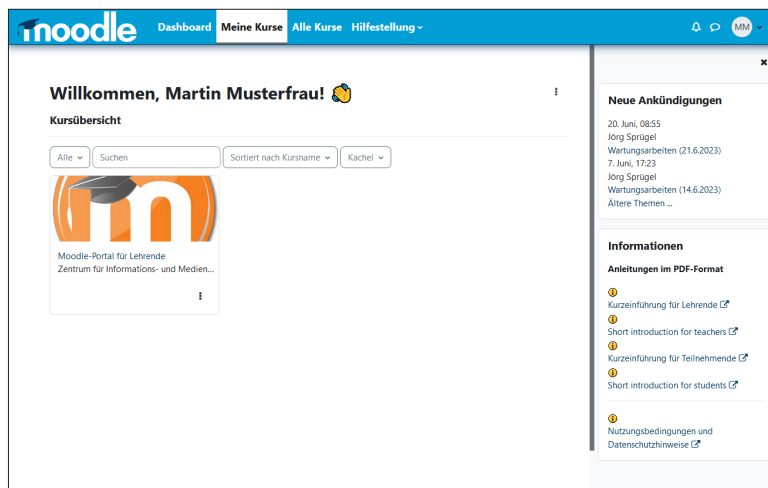 moodle
Dashboard Meine Kurse Alle Kurse Hilfestellung
MM
Willkommen, Martin Musterfrau!
Kursübersicht
Alle Suchen Sortiert nach Kursname Kachel
m
Moodle-Portal für Lehrende
Zentrum für Informations- und Medien...
Neue Ankündigungen
20. Juni, 08:55
Jörg Sprügel
Wartungsarbeiten (21.6.2023)
7. Juni, 17:23
Jörg Sprügel
Wartungsarbeiten (14.6.2023)
Ältere Themen ...
Informationen
Anleitungen im PDF-Format
Kurzeinführung für Lehrende
Short introduction for teachers
Kurzeinführung für Teilnehmende
Short introduction for students
Nutzungsbedingungen und
Datenschutzhinweise